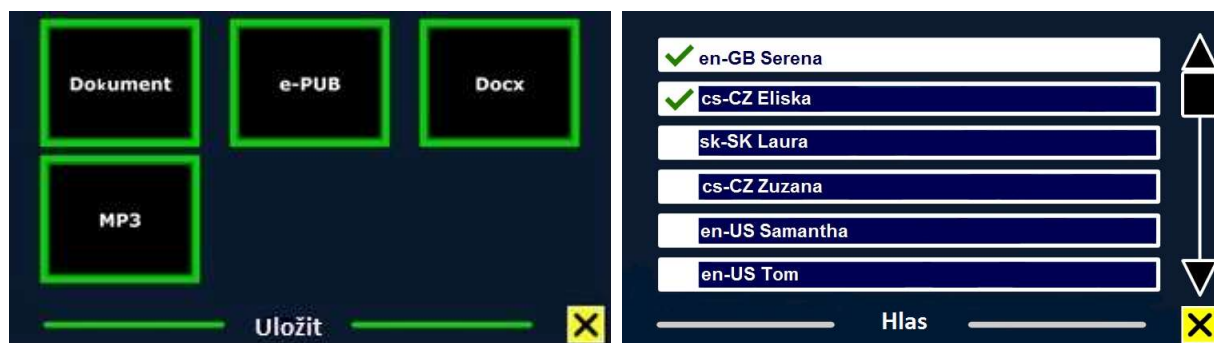 Dokument e-PUB Docx
MP3
Uložit
en-GB Serena
cs-CZ Eliska
sk-SK Laura
cs-CZ Zuzana
en-US Samantha
en-US Tom
Hlas